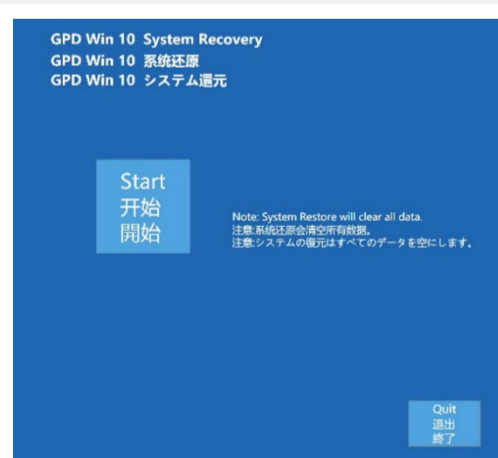 GPD Win 10 System Recovery
GPD Win 10 系统还原
GPD Win 10 システム還元
Start
开始
開始
Note: System Restore will clear all data.
注意:系统还原会清空所有数据。
注意:システムの復元はすべてのデータを空にします。
Quit
退出
終了